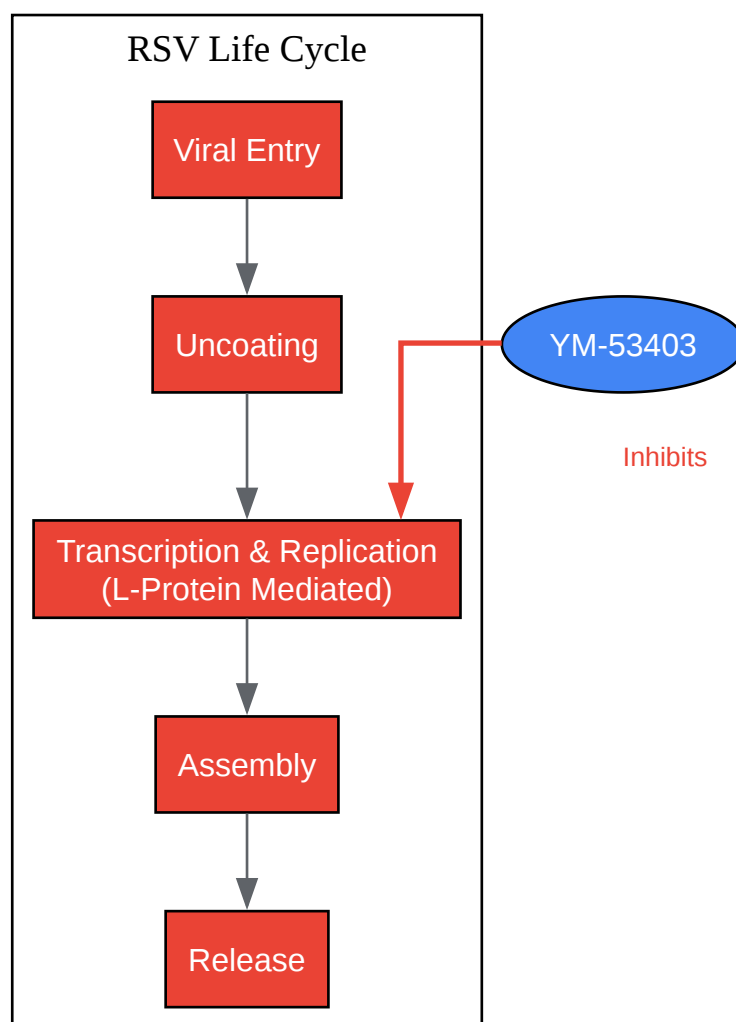 RSV Life Cycle
Viral Entry
Uncoating
YM-53403
Inhibits
Transcription & Replication
(L-Protein Mediated)
Assembly
Release